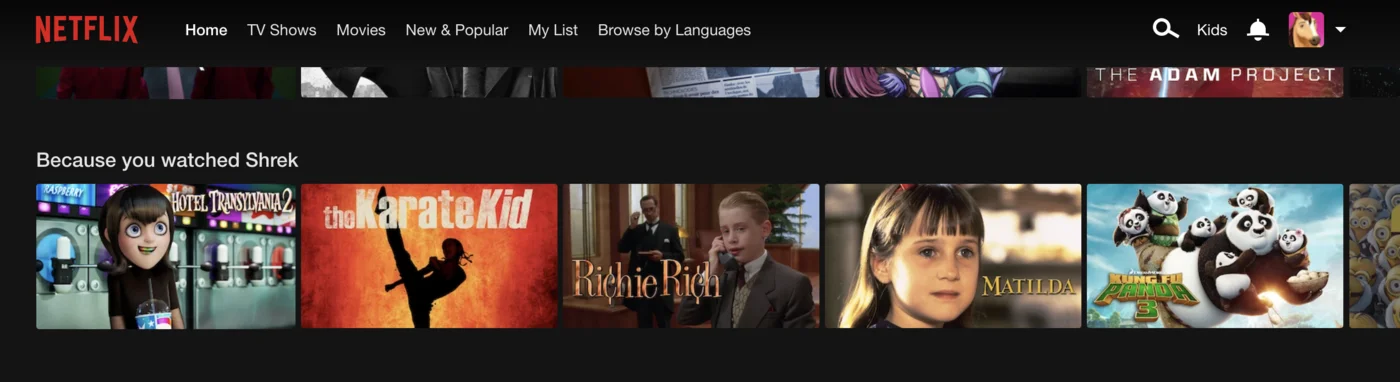 NETFLIX
Home TV Shows Movies New & Popular My List Browse by Languages Kids
THE ADAM PROJECT
Because you watched Shrek
RASPBERRY
HOTEL TRANSYLVANIA 2
the Karate Kid
Richie Rich
MATILDA
KUNG FU
PANDA
3